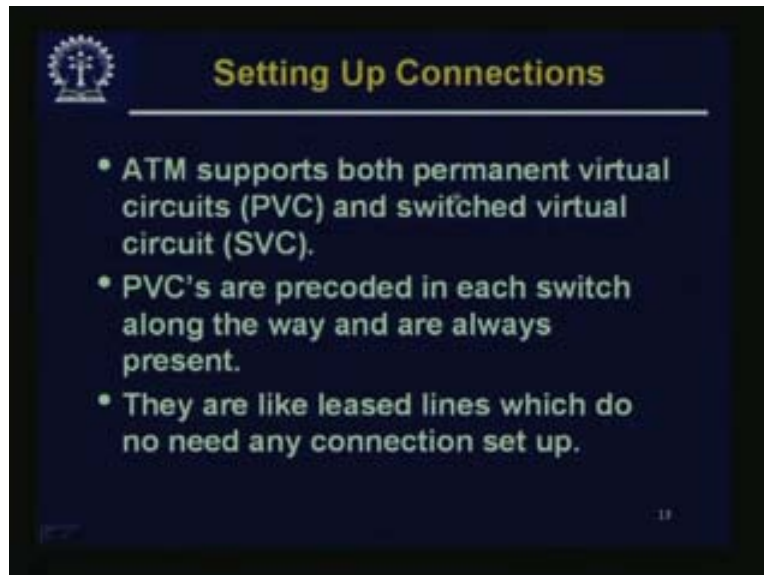 Setting Up Connections
• ATM supports both permanent virtual
circuits (PVC) and switched virtual
circuit (SVC).
• PVC's are precoded in each switch
along the way and are always
present.
• They are like leased lines which do
no need any connection set up.